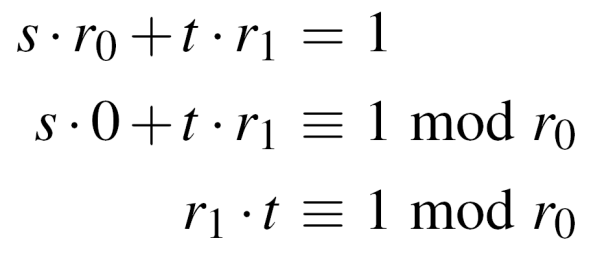 s · r₀ + t · r₁ = 1
s · 0 + t · r₁ ≡ 1 mod r₀
r₁ · t ≡ 1 mod r₀